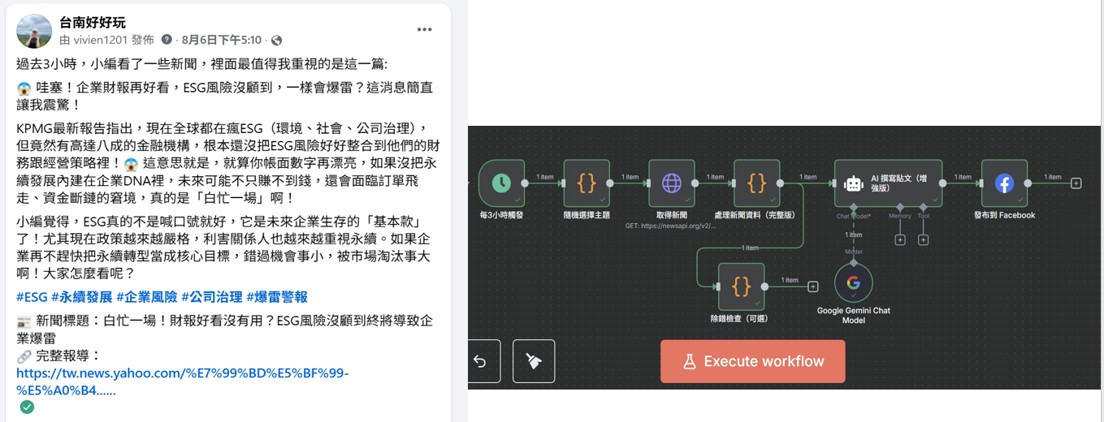 台南好好玩
由 vivien1201 發佈 · 8月6日下午5:10 ·
過去3小時，小編看了一些新聞，裡面最值得我重視的是這一篇:
😱 哇塞！企業財報再好看，ESG風險沒顧到，一樣會爆雷？這消息簡直
讓我震驚！
KPMG最新報告指出，現在全球都在瘋ESG（環境、社會、公司治理），
但竟然有高達八成的金融機構，根本還沒把ESG風險好好整合到他們的財
務跟經營策略裡！😱 這意思就是，就算你帳面數字再漂亮，如果沒把永
續發展內建在企業DNA裡，未來可能不只賺不到錢，還會面臨訂單飛
走、資金斷鏈的窘境，真的是「白忙一場」啊！
小編覺得，ESG真的不是喊口號就好，它是未來企業生存的「基本款」
了！尤其現在政策越來越嚴格，利害關係人也越來越重視永續。如果企
業再不趕快把永續轉型當成核心目標，錯過機會事小，被市場淘汰事大
啊！大家怎麼看呢？
#ESG #永續發展 #企業風險 #公司治理 #爆雷警報
📰 新聞標題：白忙一場！財報好看沒有用？ESG風險沒顧到終將導致企
業爆雷
🔗 完整報導：
https://tw.news.yahoo.com/%E7%99%BD%E5%BF%99-
%E5%A0%B4......
1 item
1 item
1 item
1 item
1 item
1 item
AI 撰寫貼文（增
強版）
Chat Model*
Memory
Tool
每3小時觸發
隨機選擇主題
取得新聞
GET: https://newsapi.org/v2/...
處理新聞資料（完整版）
發布到 Facebook
1 item
1 item
Model
1 item
除錯檢查（可選）
Google Gemini Chat
Model
Execute workflow